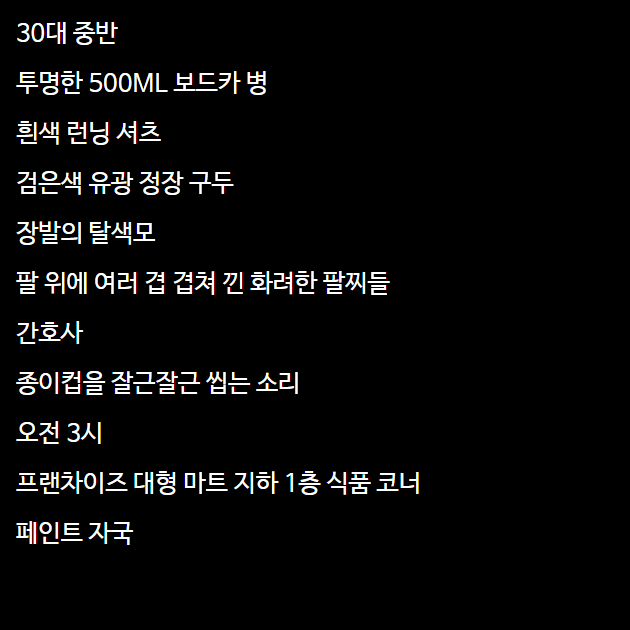 30대 중반
투명한 500ML 보드카 병
흰색 런닝 셔츠
검은색 유광 정장 구두
장발의 탈색모
팔 위에 여러 겹 겹쳐 낀 화려한 팔찌들
간호사
종이컵을 잘근잘근 씹는 소리
오전 3시
프랜차이즈 대형 마트 지하 1층 식품 코너
페인트 자국